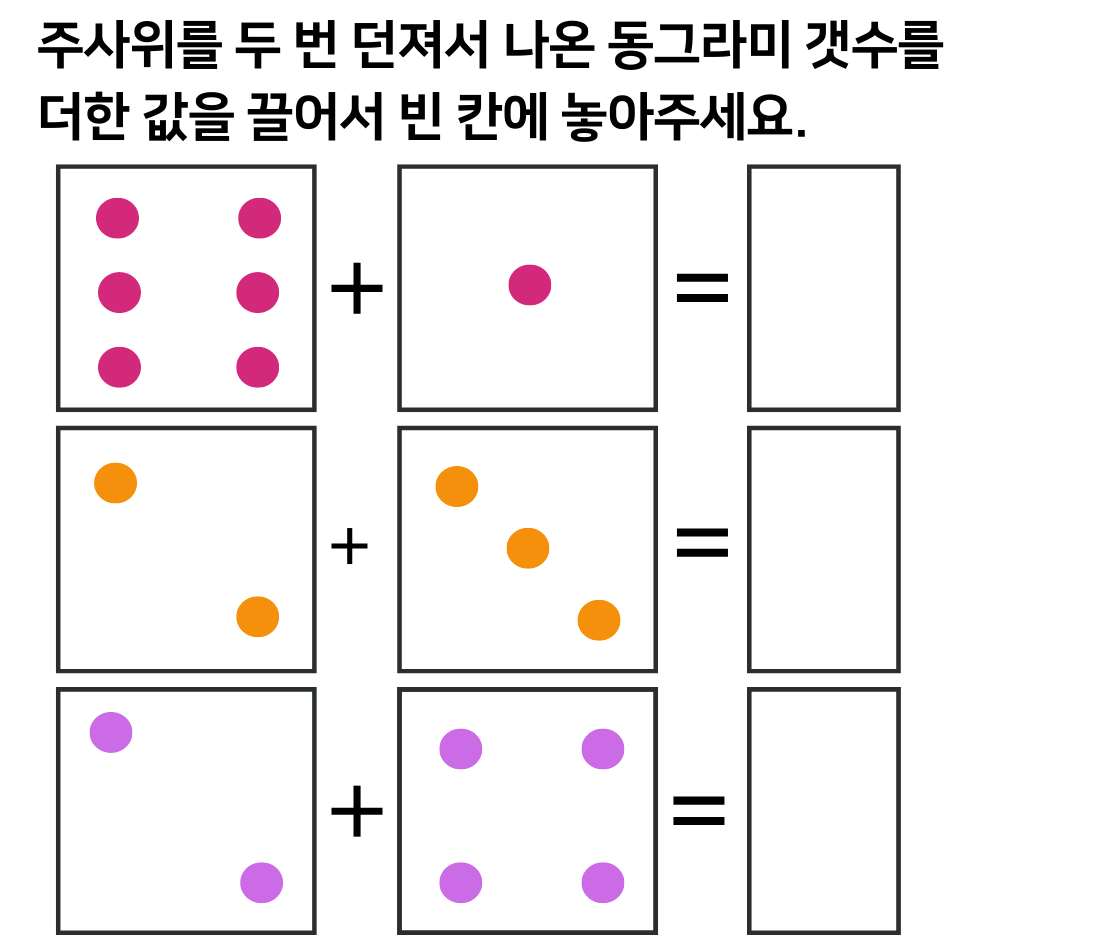 주사위를 두 번 던져서 나온 동그라미 갯수를
더한 값을 끌어서 빈 칸에 놓아주세요.
+ =
+ =
+ =